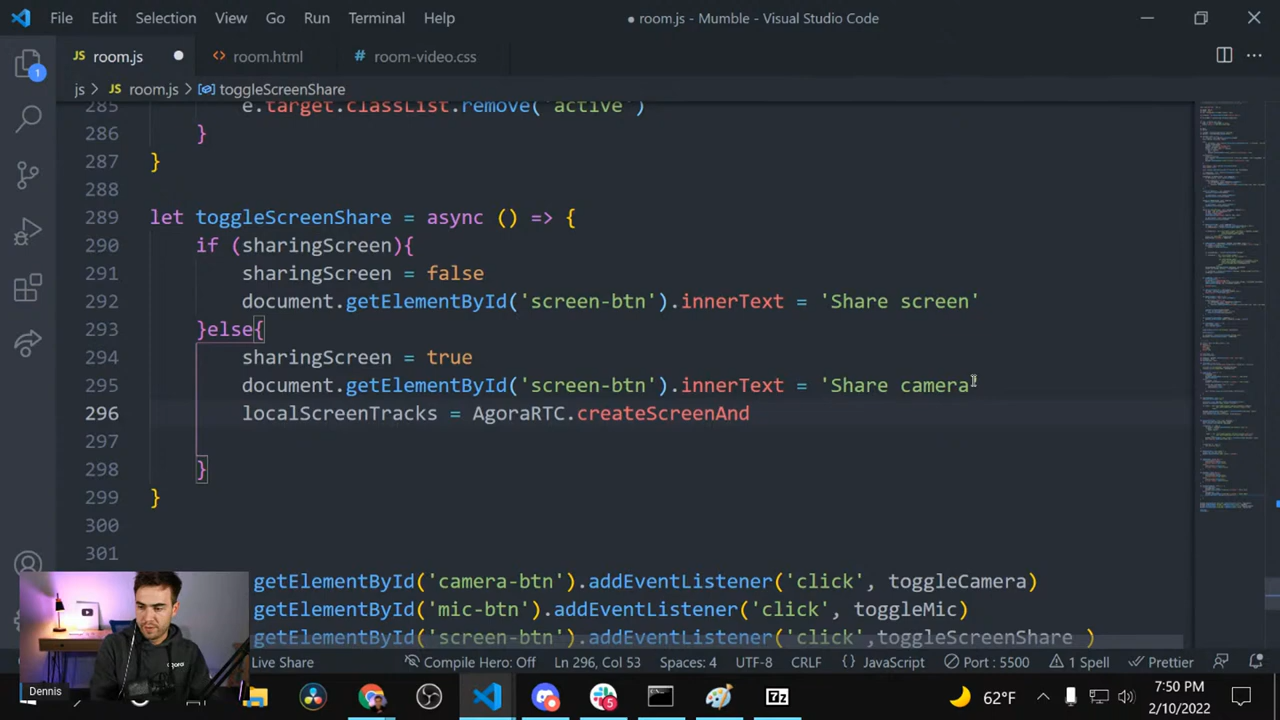 File Edit Selection View Go Run Terminal Help
● room.js - Mumble - Visual Studio Code
JS room.js ● <> room.html # room-video.css
1
js > JS room.js > toggleScreenShare
285 e.target.classList.remove('active')
286 }
287 }
288
289 let toggleScreenShare = async () => {
290 if (sharingScreen){
291 sharingScreen = false
292 document.getElementById('screen-btn').innerText = 'Share screen'
293 }else{
294 sharingScreen = true
295 document.getElementById('screen-btn').innerText = 'Share camera'
296 localScreenTracks = AgoraRTC.createScreenAnd
297
298 }
299 }
300
301
getElementById('camera-btn').addEventListener('click', toggleCamera)
getElementById('mic-btn').addEventListener('click', toggleMic)
getElementById('screen-btn').addEventListener('click',toggleScreenShare )
Live Share Compile Hero: Off Ln 296, Col 53 Spaces: 4 UTF-8 CRLF {} JavaScript Port : 5500 1 Spell Prettier
Dennis
5
7z
62°F
7:50 PM
2/10/2022